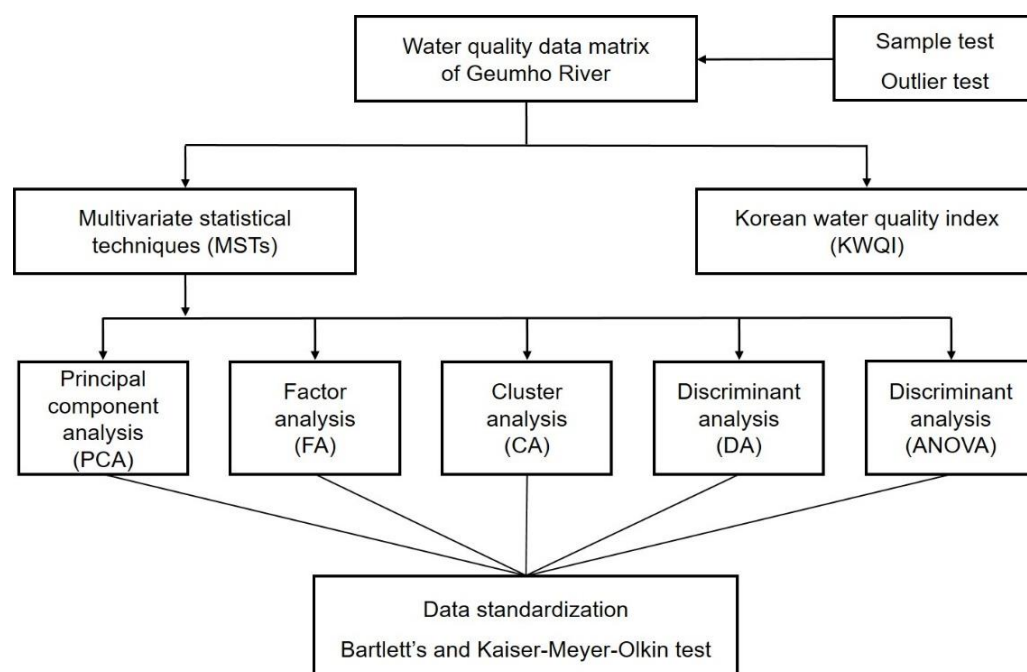 Water quality data matrix
of Geumho River
Sample test
Outlier test
Multivariate statistical
techniques (MSTs)
Korean water quality index
(KWQI)
Principal
component
analysis
(PCA)
Factor
analysis
(FA)
Cluster
analysis
(CA)
Discriminant
analysis
(DA)
Discriminant
analysis
(ANOVA)
Data standardization
Bartlett’s and Kaiser-Meyer-Olkin test